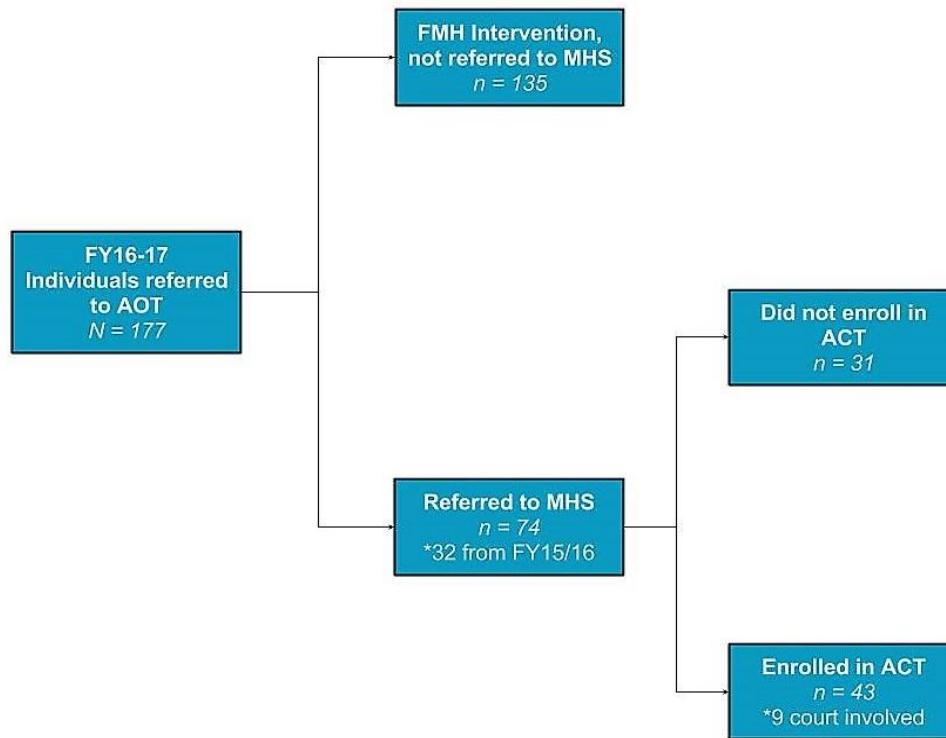 FMH Intervention,
not referred to MHS
n = 135
FY16-17
Individuals referred
to AOT
N = 177
Did not enroll in
ACT
n = 31
Referred to MHS
n = 74
*32 from FY15/16
Enrolled in ACT
n = 43
*9 court involved